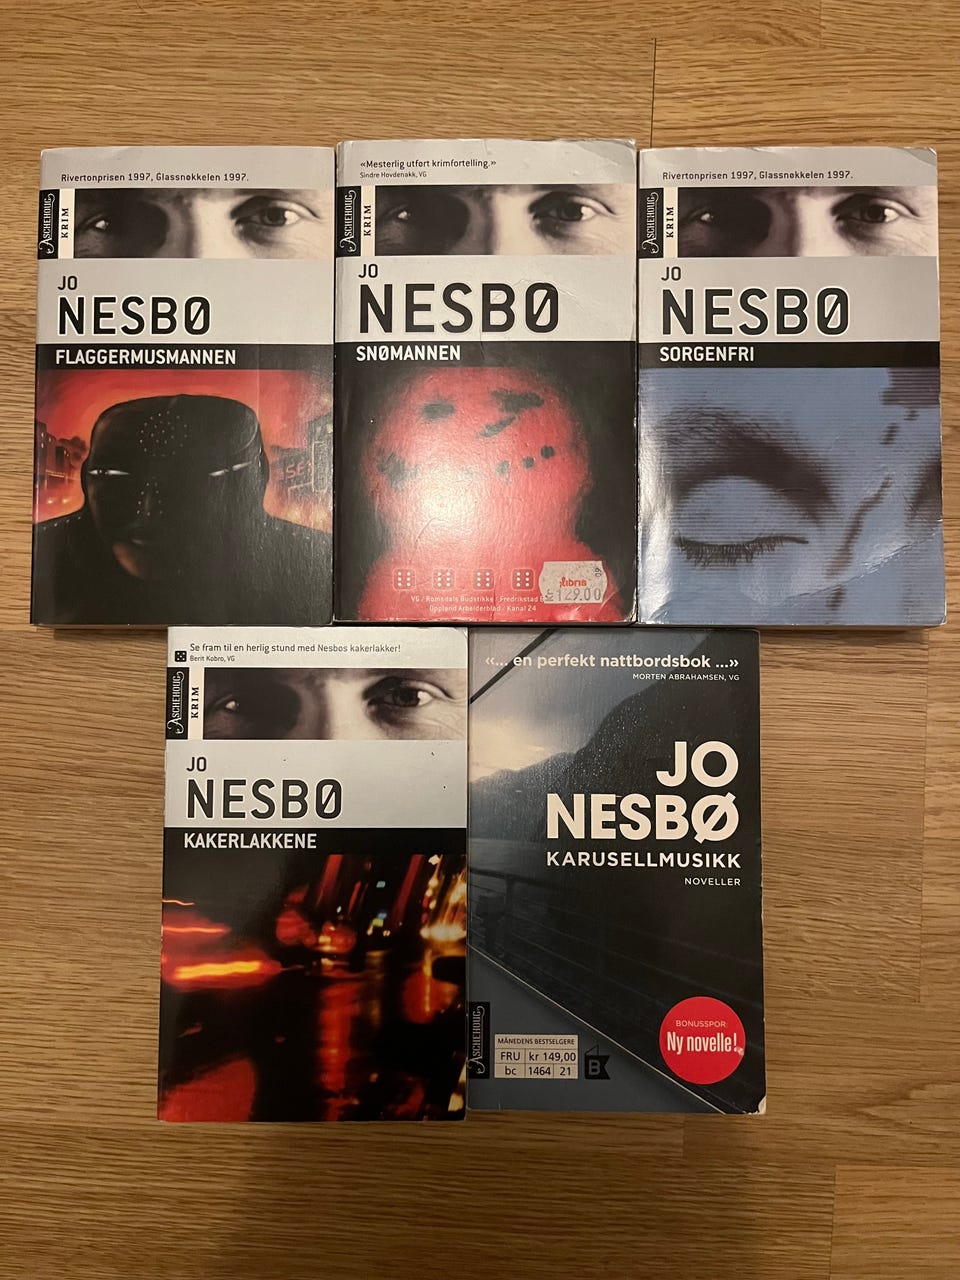 Rivertonprisen 1997, Glassnøkkelen 1997.
ASCHEHOUG
KRIM
JO
NESBØ
FLAGGERMUSMANNEN
SEX
«Mesterlig utført krimfortelling.»
Sindre Hovdenakk, VG
ASCHEHOUG
KRIM
JO
NESBØ
SNØMANNEN
VG / Romsdals Budstikke / Fredrikstad
Oppland Arbeiderblad / Kanal 24
libris
129.00
Rivertonprisen 1997, Glassnøkkelen 1997.
ASCHEHOUG
KRIM
JO
NESBØ
SORGENFRI
Se fram til en herlig stund med Nesbøs kakerlakker!
Berit Kobro, VG
ASCHEHOUG
KRIM
JO
NESBØ
KAKERLAKKENE
«... en perfekt nattbordsbok ...»
MORTEN ABRAHAMSEN, VG
JO
NESBØ
KARUSELLMUSIKK
NOVELLER
BONUSSPOR:
Ny novelle!
ASCHEHOUG
MÅNEDENS BESTSELGERE
FRU kr 149,00
bc 1464 21
B